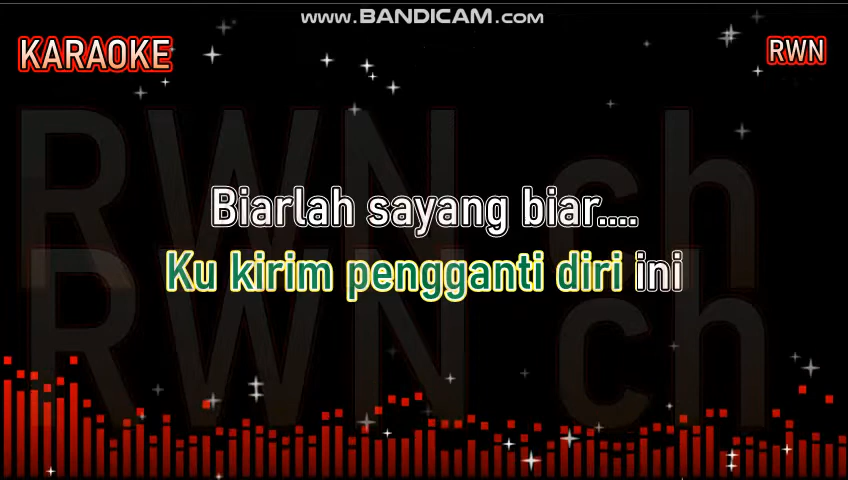 www.BANDICAM.com
KARAOKE
RWN
RWN ch
Biarlah sayang biar....
Ku kirim pengganti diri ini
RWN ch